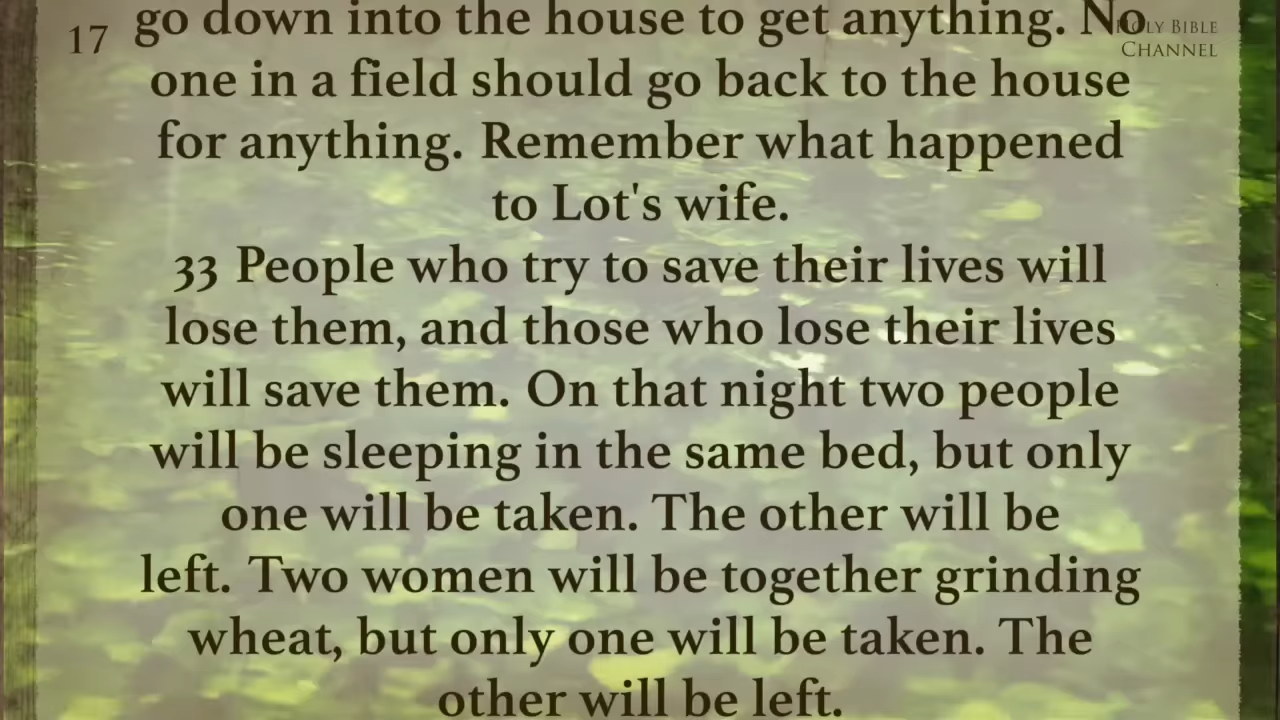 17
go down into the house to get anything. No
HOLY BIBLE
CHANNEL
one in a field should go back to the house
for anything. Remember what happened
to Lot's wife.
33 People who try to save their lives will
lose them, and those who lose their lives
will save them. On that night two people
will be sleeping in the same bed, but only
one will be taken. The other will be
left. Two women will be together grinding
wheat, but only one will be taken. The
other will be left.